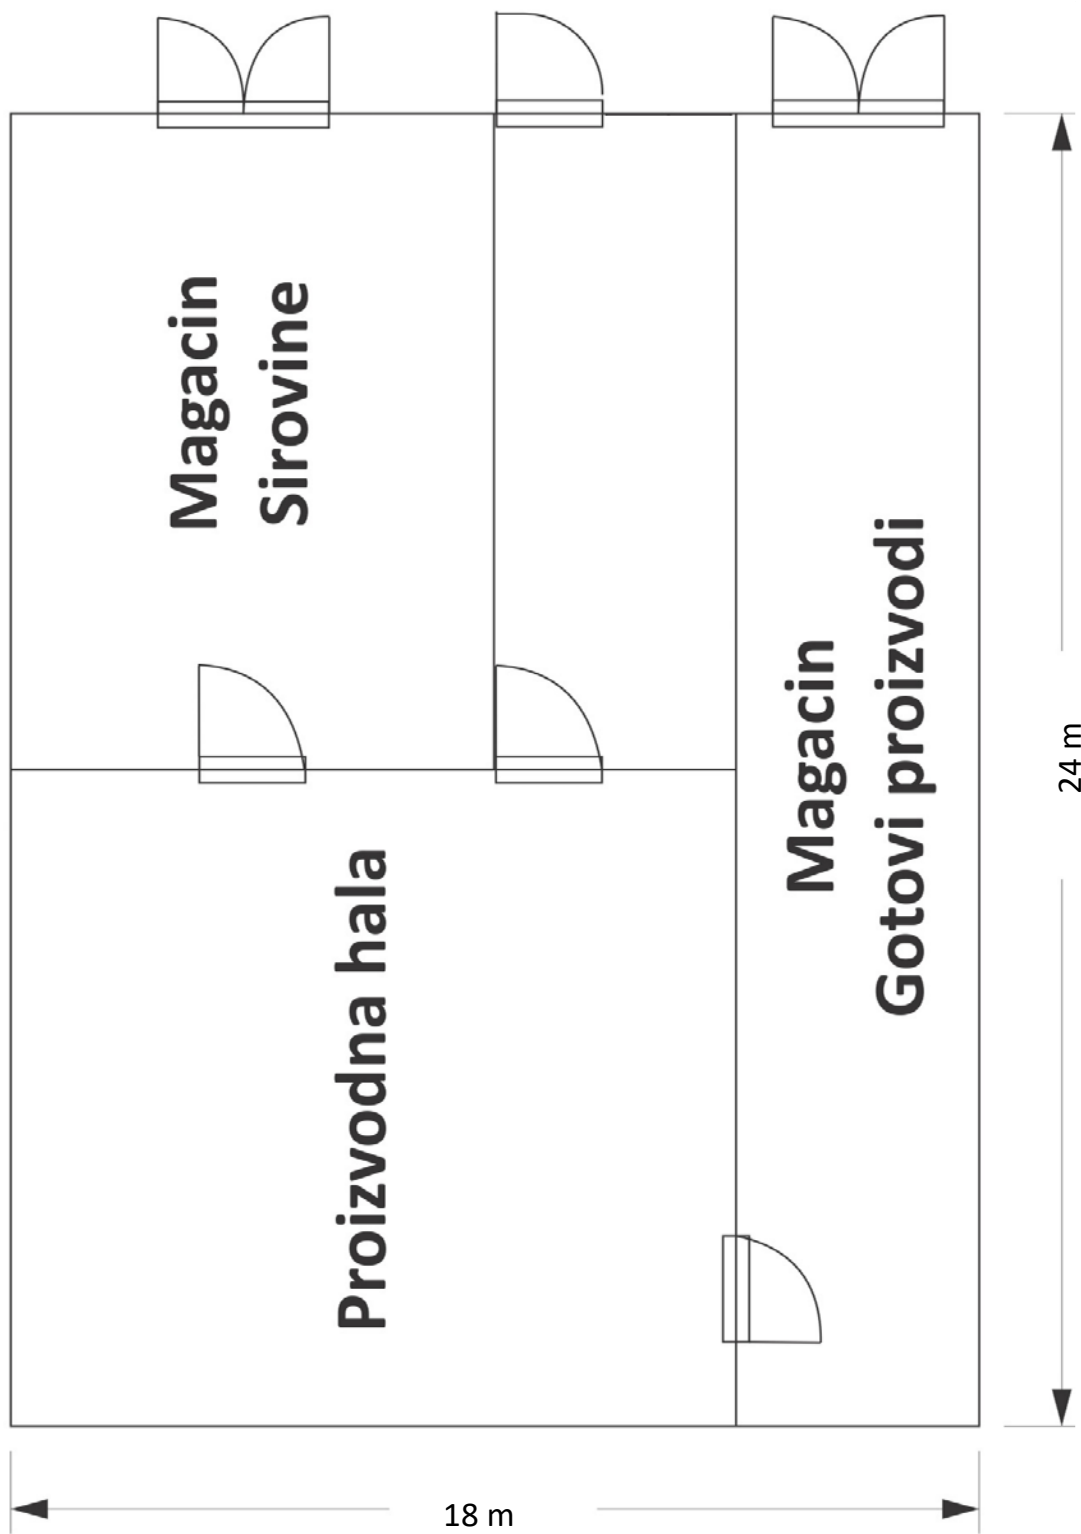 Magacin
Sirovine
Magacin
Gotovi proizvodi
Proizvodna hala
24 m
18 m